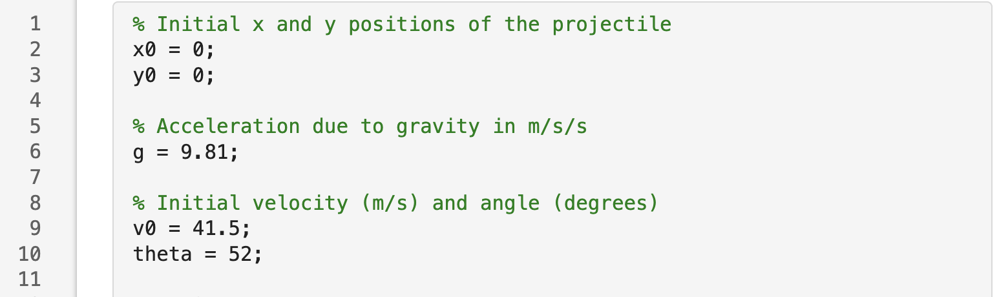 1 % Initial x and y positions of the projectile
2 x0 = 0;
3 y0 = 0;
4
5 % Acceleration due to gravity in m/s/s
6 g = 9.81;
7
8 % Initial velocity (m/s) and angle (degrees)
9 v0 = 41.5;
10 theta = 52;
11